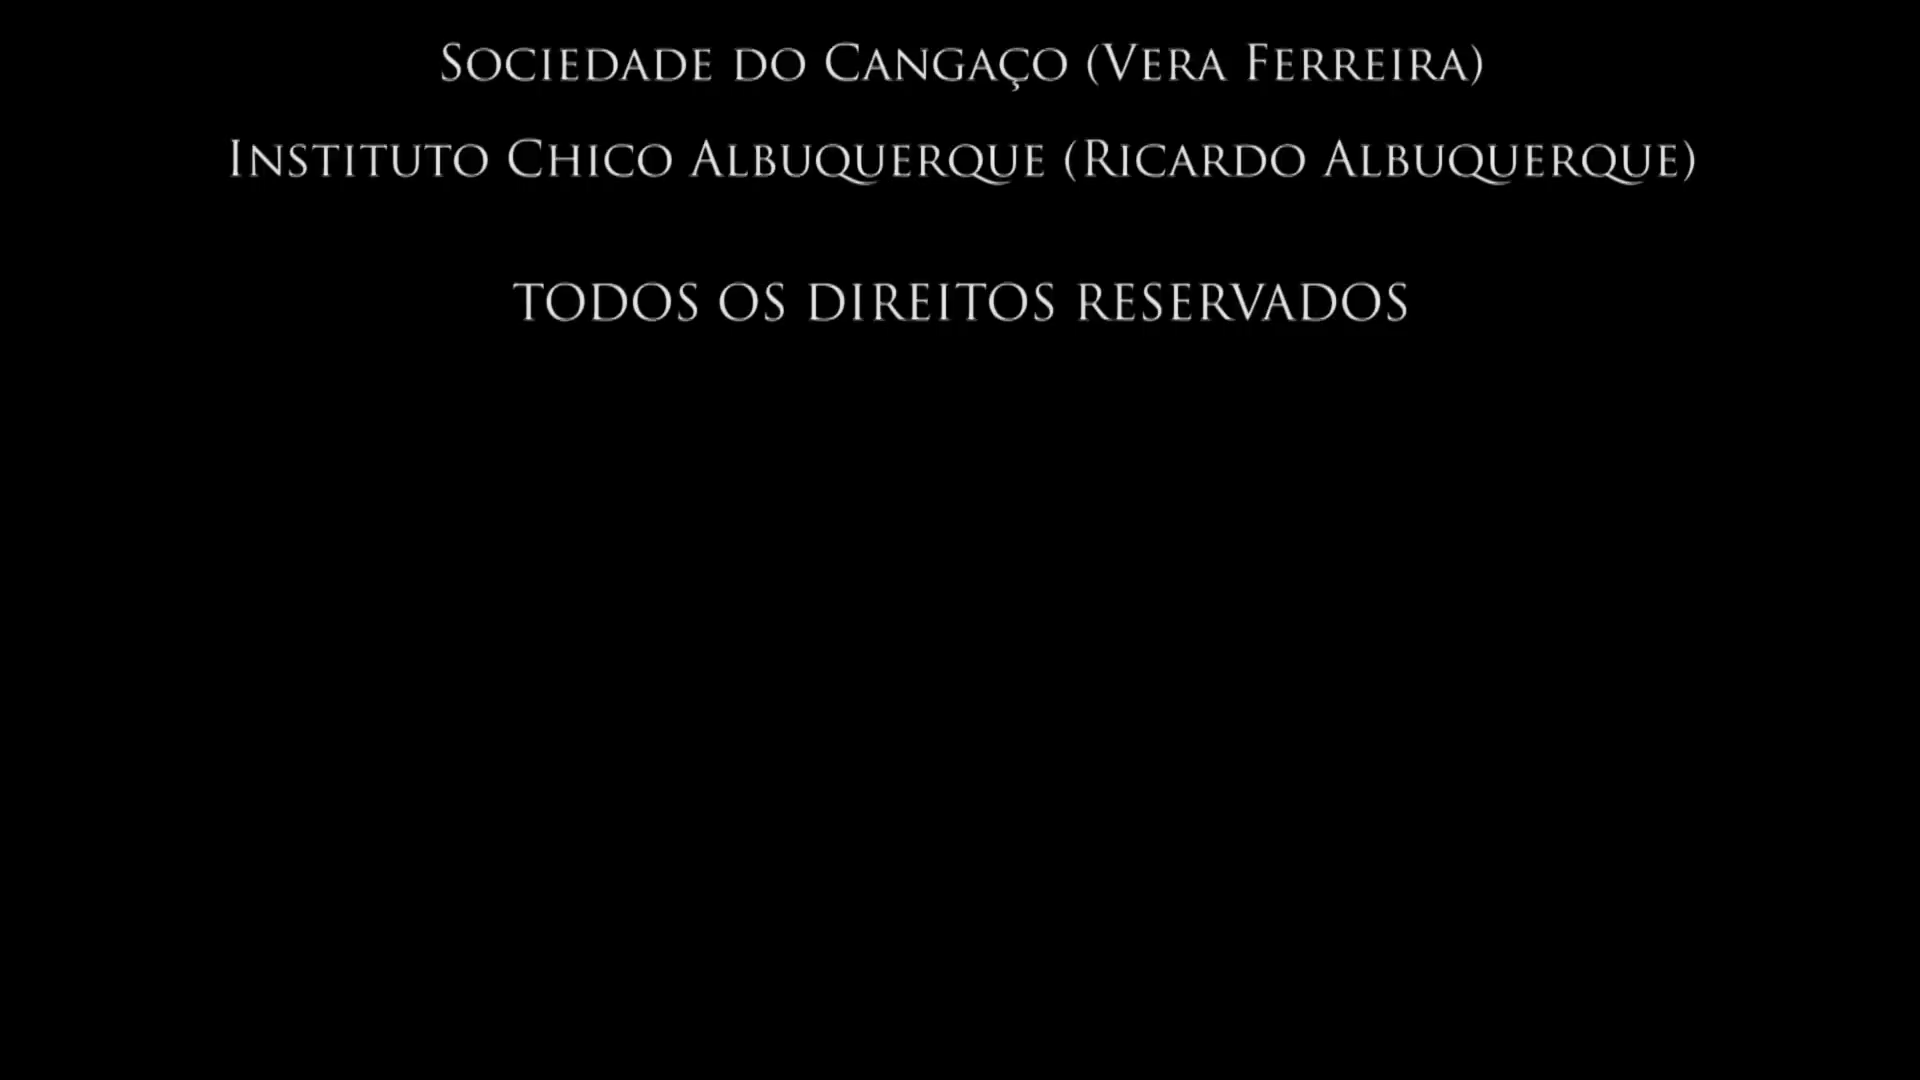 Sociedade do Cangaço (Vera Ferreira)
Instituto Chico Albuquerque (Ricardo Albuquerque)
TODOS OS DIREITOS RESERVADOS